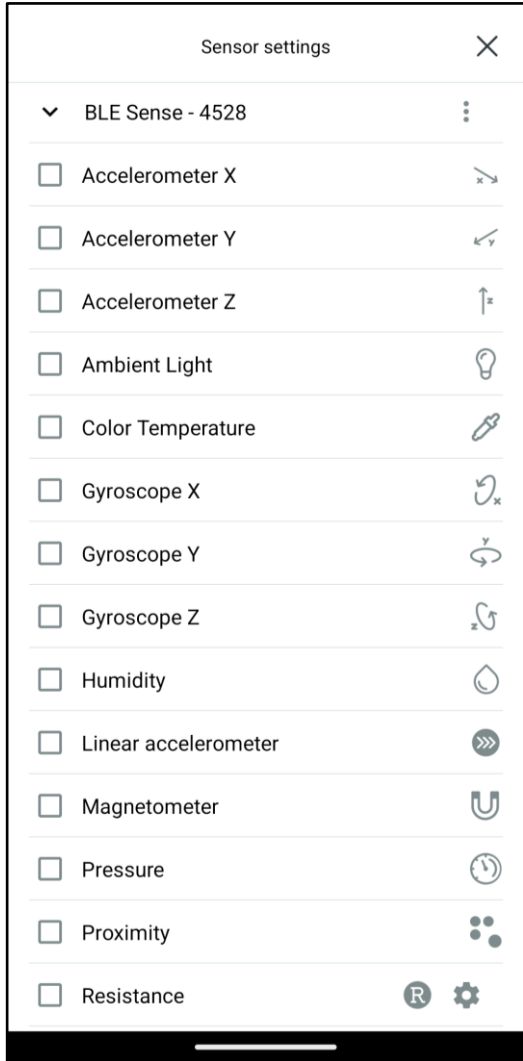 Sensor settings
BLE Sense - 4528
Accelerometer X
x
Accelerometer Y
y
Accelerometer Z
z
Ambient Light
Color Temperature
Gyroscope X
x
Gyroscope Y
y
Gyroscope Z
z
Humidity
Linear accelerometer
Magnetometer
Pressure
Proximity
Resistance R